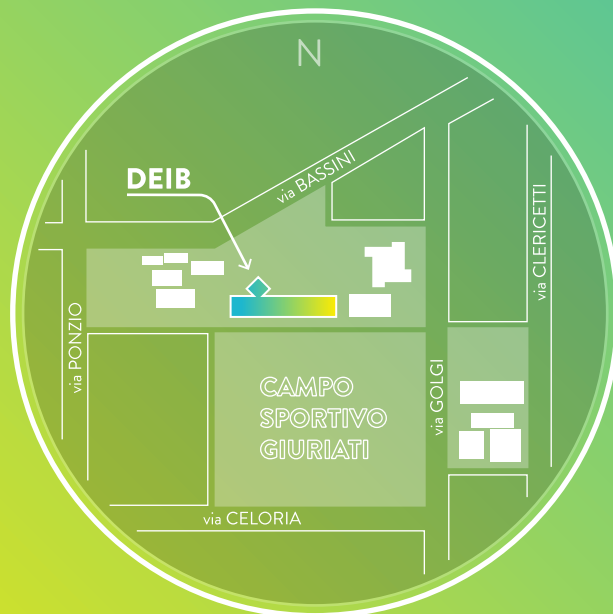 N
DEIB
via BASSINI
via CLERICETTI
via PONZIO
via GOLGI
CAMPO
SPORTIVO
GIURIATI
via CELORIA